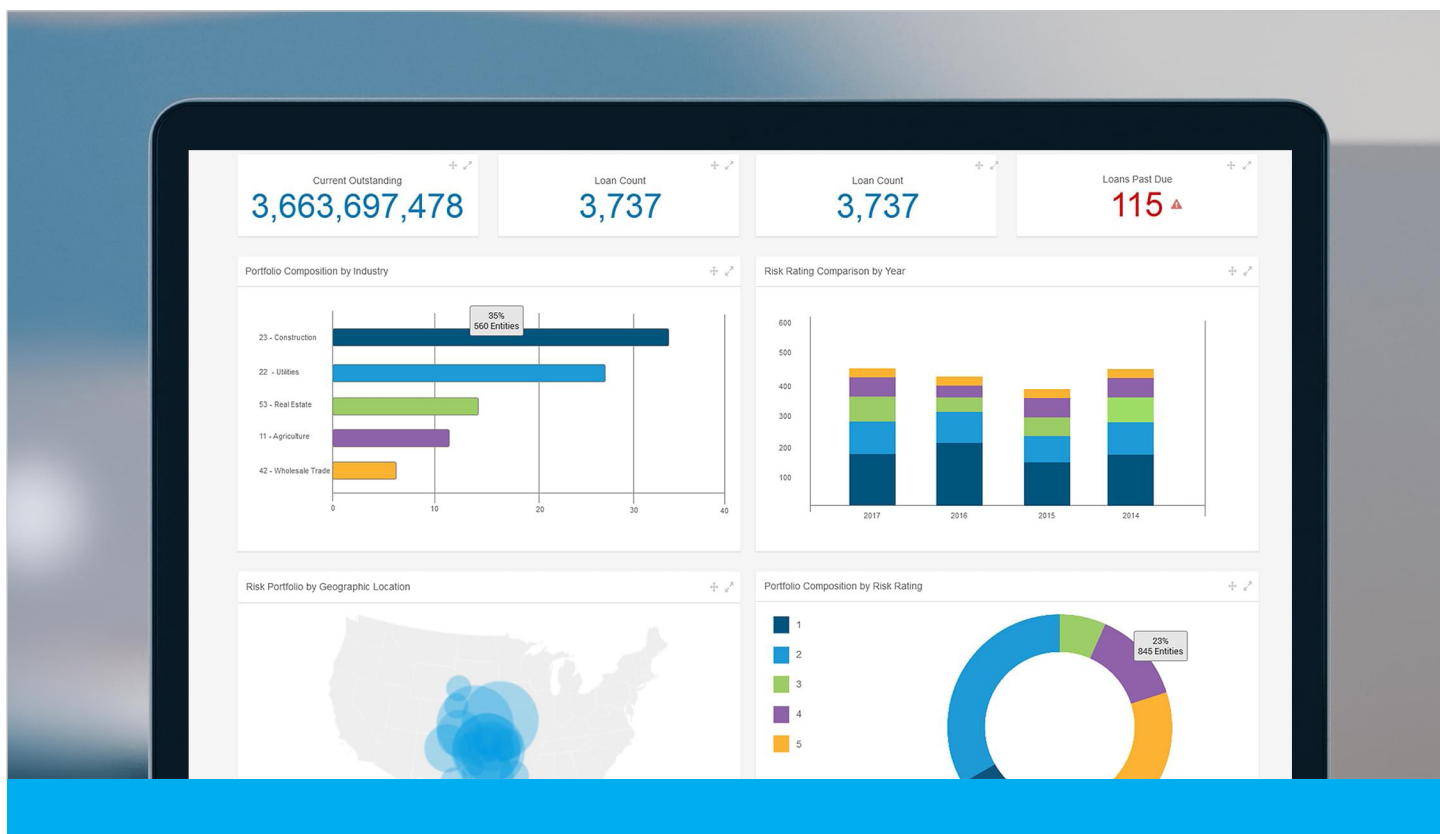 Current Outstanding
3,663,697,478
Loan Count
3,737
Loan Count
3,737
Loans Past Due
115
Portfolio Composition by Industry
35%
560 Entities
23 - Construction
22 - Utilities
53 - Real Estate
11 - Agriculture
42 - Wholesale Trade
0 10 20 30 40
Risk Rating Comparison by Year
600
500
400
300
200
100
2017 2016 2015 2014
Risk Portfolio by Geographic Location
Portfolio Composition by Risk Rating
1
2
3
4
5
23%
845 Entities